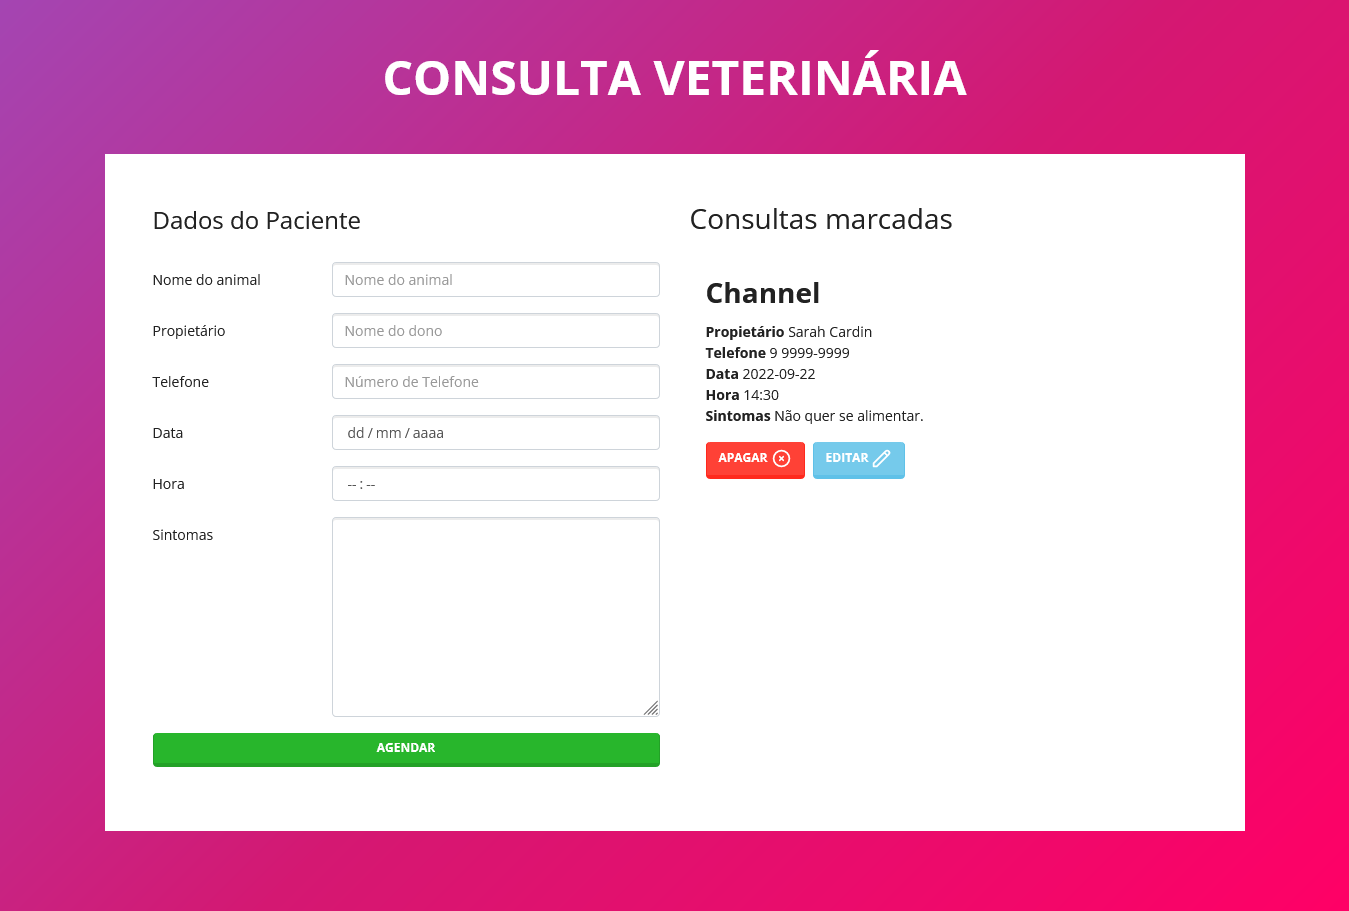 CONSULTA VETERINÁRIA
Dados do Paciente
Nome do animal
Nome do animal
Propietário
Nome do dono
Telefone
Número de Telefone
Data
dd / mm / aaaa
Hora
-- : --
Sintomas
AGENDAR
Consultas marcadas
Channel
Propietário Sarah Cardin
Telefone 9 9999-9999
Data 2022-09-22
Hora 14:30
Sintomas Não quer se alimentar.
APAGAR
EDITAR